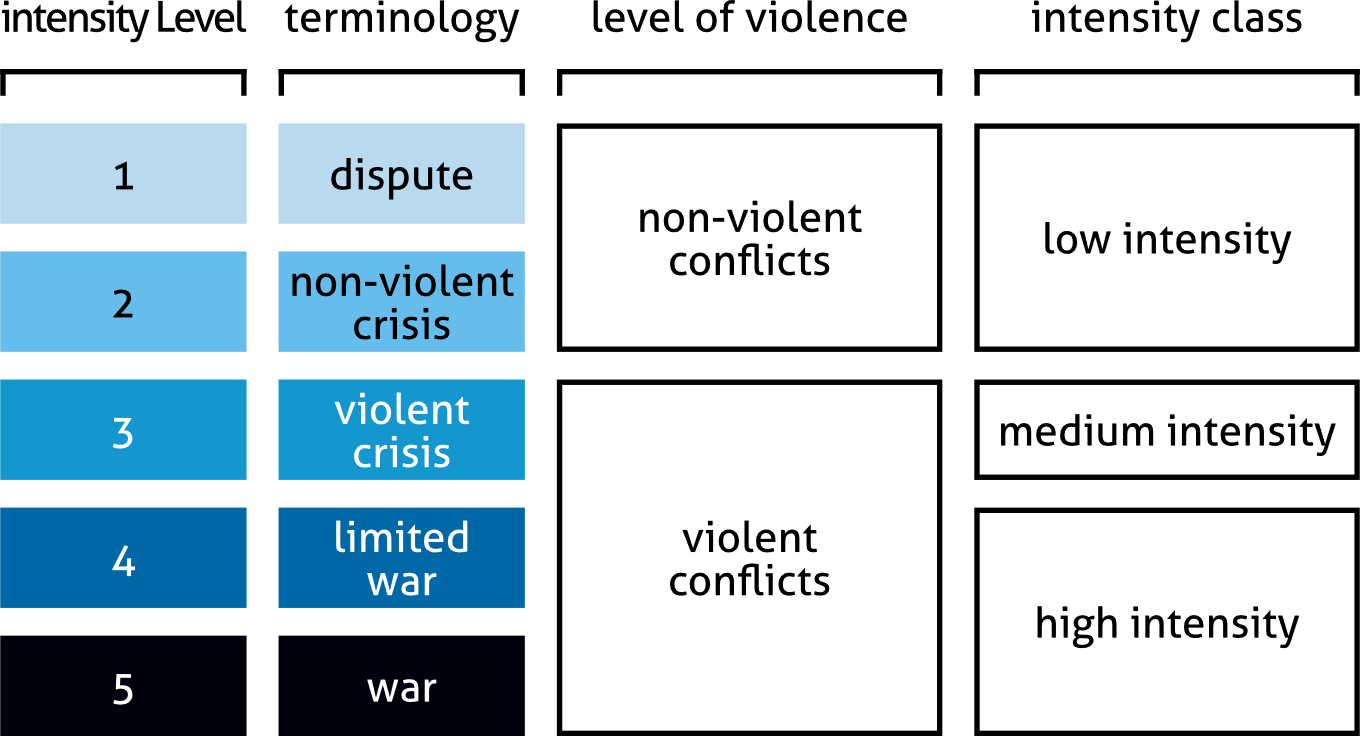 intensity Level terminology level of violence intensity class
1 dispute
non-violent
conflicts
low intensity
2 non-violent
crisis
3 violent
crisis
medium intensity
4 limited
war
violent
conflicts
high intensity
5 war